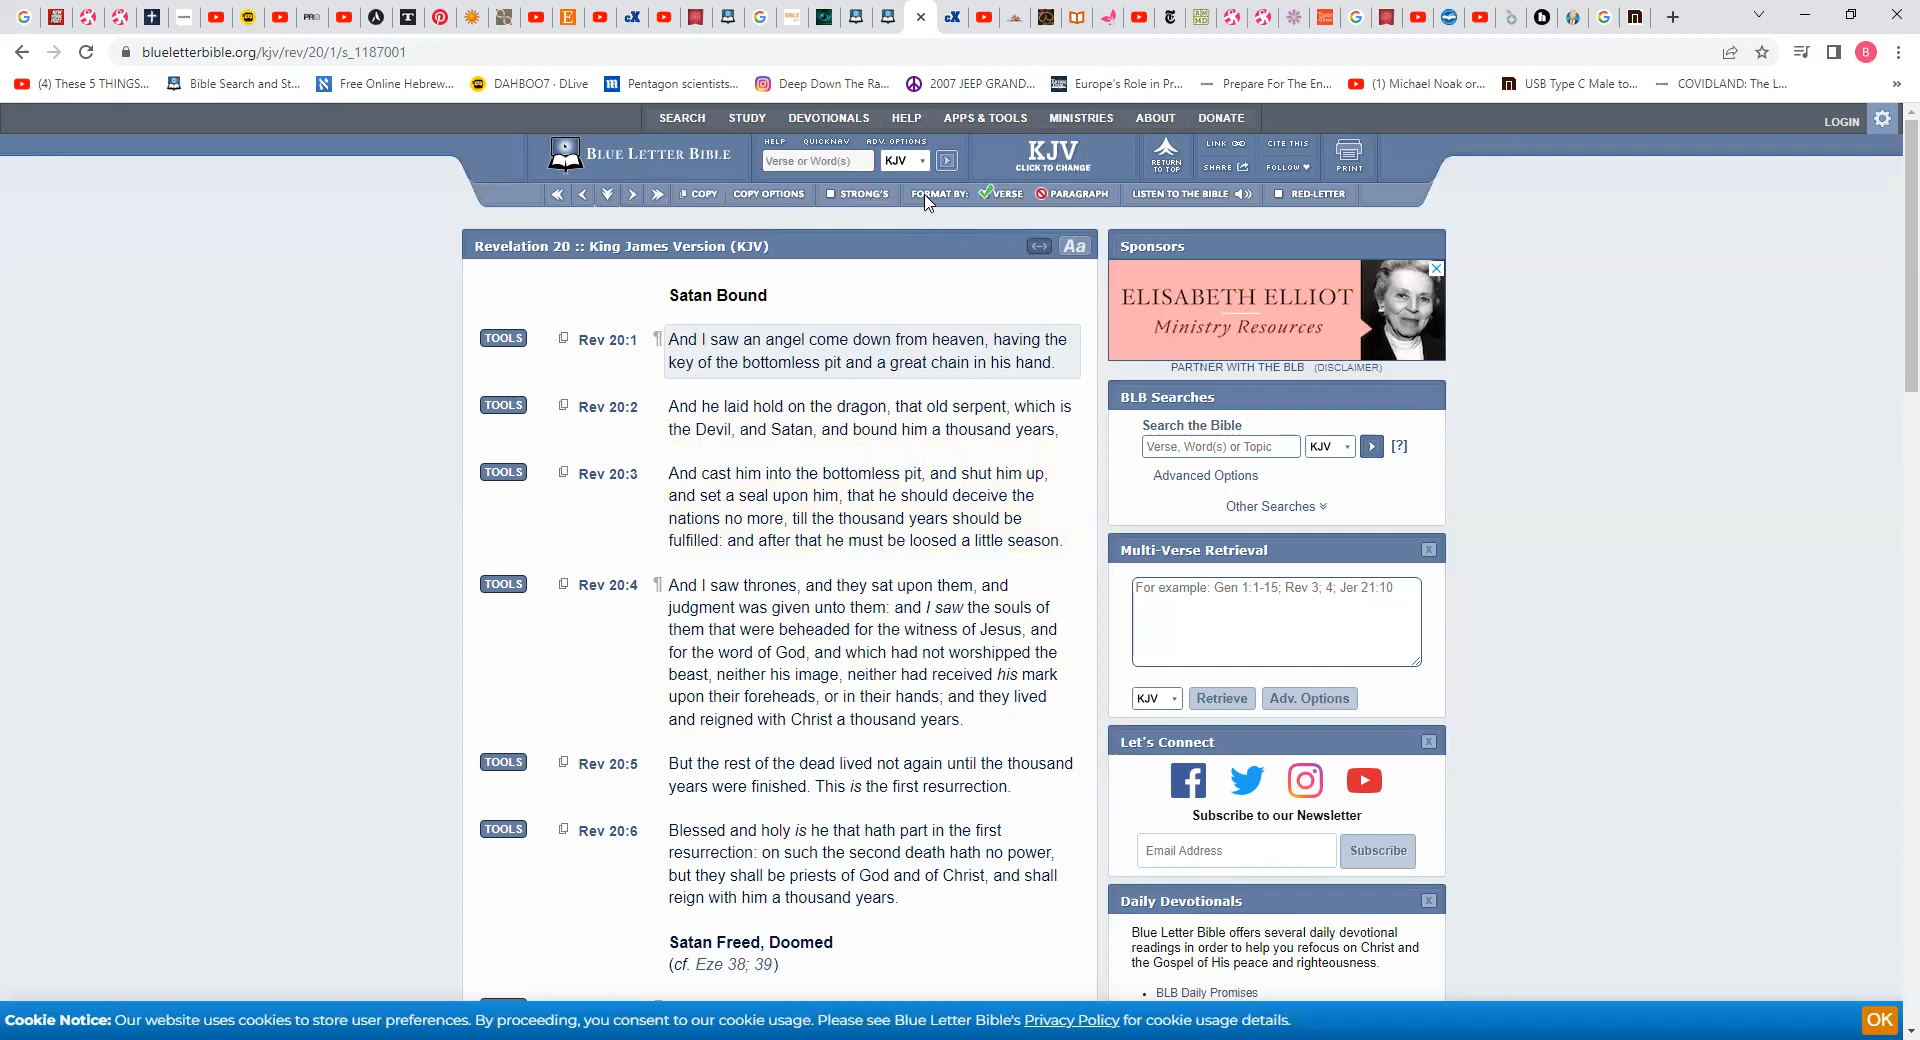 blueletterbible.org/kjv/rev/20/1/s_1187001
(4) These 5 THINGS...
Bible Search and St...
Free Online Hebrew...
DAHBOO7 · DLive
Pentagon scientists...
Deep Down The Ra...
2007 JEEP GRAND...
Europe's Role in Pr...
Prepare For The En...
(1) Michael Noak or...
USB Type C Male to...
COVIDLAND: The L...
SEARCH STUDY DEVOTIONALS HELP APPS & TOOLS MINISTRIES ABOUT DONATE
LOGIN
BLUE LETTER BIBLE
HELP QUICKNAV ADV. OPTIONS
Verse or Word(s) KJV
KJV
CLICK TO CHANGE
RETURN
TO TOP
LINK
SHARE
CITE THIS
FOLLOW
PRINT
COPY COPY OPTIONS STRONG'S FORMAT BY: VERSE PARAGRAPH LISTEN TO THE BIBLE RED-LETTER
Revelation 20 :: King James Version (KJV)
Aa
Satan Bound
TOOLS Rev 20:1 ¶ And I saw an angel come down from heaven, having the
key of the bottomless pit and a great chain in his hand.
TOOLS Rev 20:2 And he laid hold on the dragon, that old serpent, which is
the Devil, and Satan, and bound him a thousand years,
TOOLS Rev 20:3 And cast him into the bottomless pit, and shut him up,
and set a seal upon him, that he should deceive the
nations no more, till the thousand years should be
fulfilled: and after that he must be loosed a little season.
TOOLS Rev 20:4 ¶ And I saw thrones, and they sat upon them, and
judgment was given unto them: and I saw the souls of
them that were beheaded for the witness of Jesus, and
for the word of God, and which had not worshipped the
beast, neither his image, neither had received his mark
upon their foreheads, or in their hands; and they lived
and reigned with Christ a thousand years.
TOOLS Rev 20:5 But the rest of the dead lived not again until the thousand
years were finished. This is the first resurrection.
TOOLS Rev 20:6 Blessed and holy is he that hath part in the first
resurrection: on such the second death hath no power,
but they shall be priests of God and of Christ, and shall
reign with him a thousand years.
Satan Freed, Doomed
(cf. Eze 38; 39)
Sponsors
ELISABETH ELLIOT
Ministry Resources
PARTNER WITH THE BLB (DISCLAIMER)
BLB Searches
Search the Bible
Verse, Word(s) or Topic KJV [?]
Advanced Options
Other Searches
Multi-Verse Retrieval
For example: Gen 1:1-15; Rev 3; 4; Jer 21:10
KJV Retrieve Adv. Options
Let's Connect
Subscribe to our Newsletter
Email Address Subscribe
Daily Devotionals
Blue Letter Bible offers several daily devotional
readings in order to help you refocus on Christ and
the Gospel of His peace and righteousness.
• BLB Daily Promises
Cookie Notice: Our website uses cookies to store user preferences. By proceeding, you consent to our cookie usage. Please see Blue Letter Bible's Privacy Policy for cookie usage details.
OK